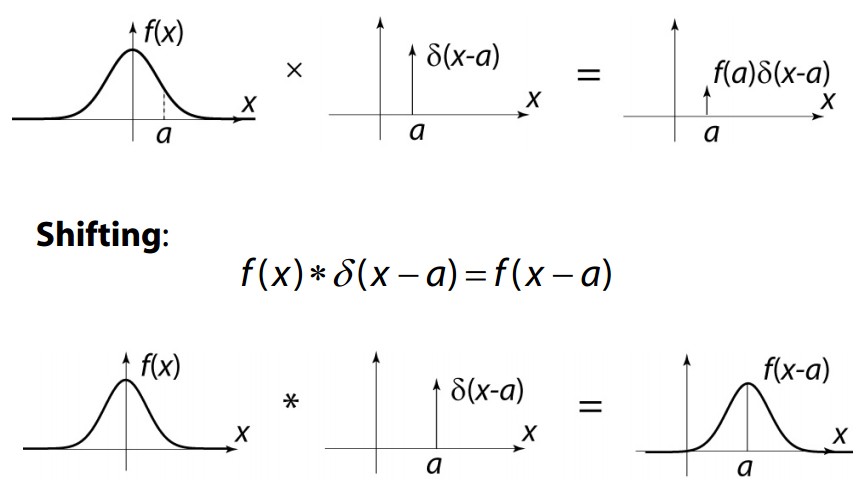 f(x) × δ(x-a) = f(a)δ(x-a)
x x x
a a a
Shifting:
f(x)*δ(x−a)=f(x−a)
f(x) * δ(x-a) = f(x-a)
x x x
a a